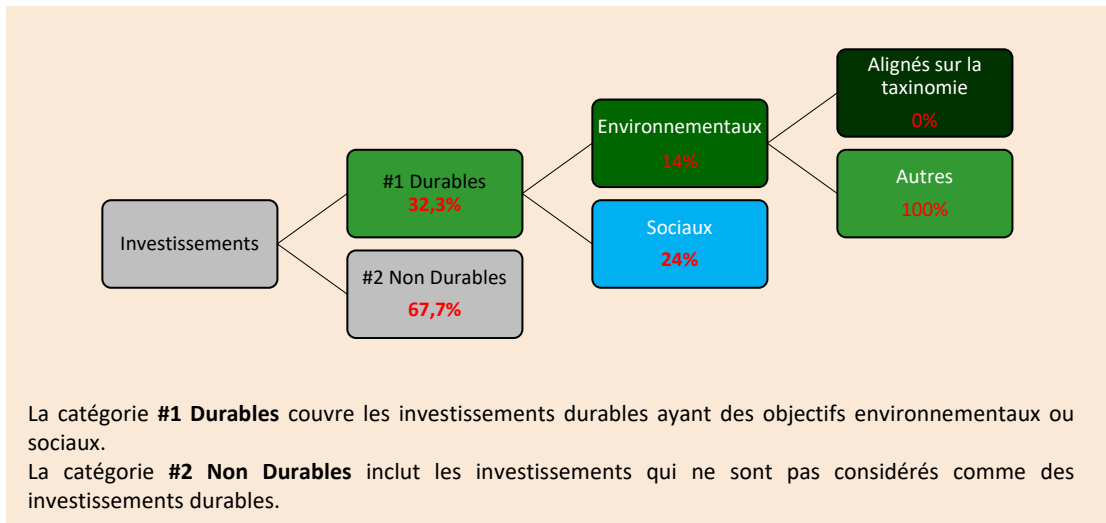 Investissements
#1 Durables
32,3%
#2 Non Durables
67,7%
Environnementaux
14%
Sociaux
24%
Alignés sur la
taxinomie
0%
Autres
100%
La catégorie #1 Durables couvre les investissements durables ayant des objectifs environnementaux ou
sociaux.
La catégorie #2 Non Durables inclut les investissements qui ne sont pas considérés comme des
investissements durables.